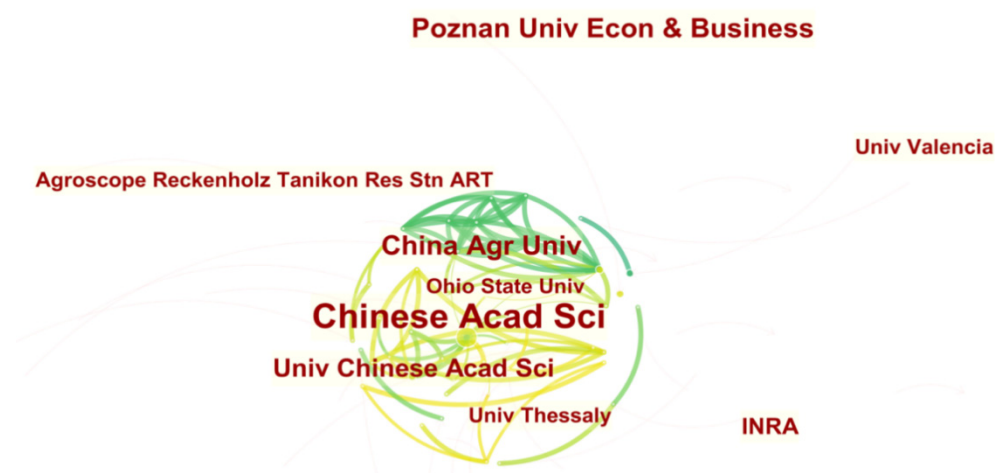 Poznan Univ Econ & Business
Univ Valencia
Agroscope Reckenholz Tanikon Res Stn ART
China Agr Univ
Ohio State Univ
Chinese Acad Sci
Univ Chinese Acad Sci
Univ Thessaly
INRA